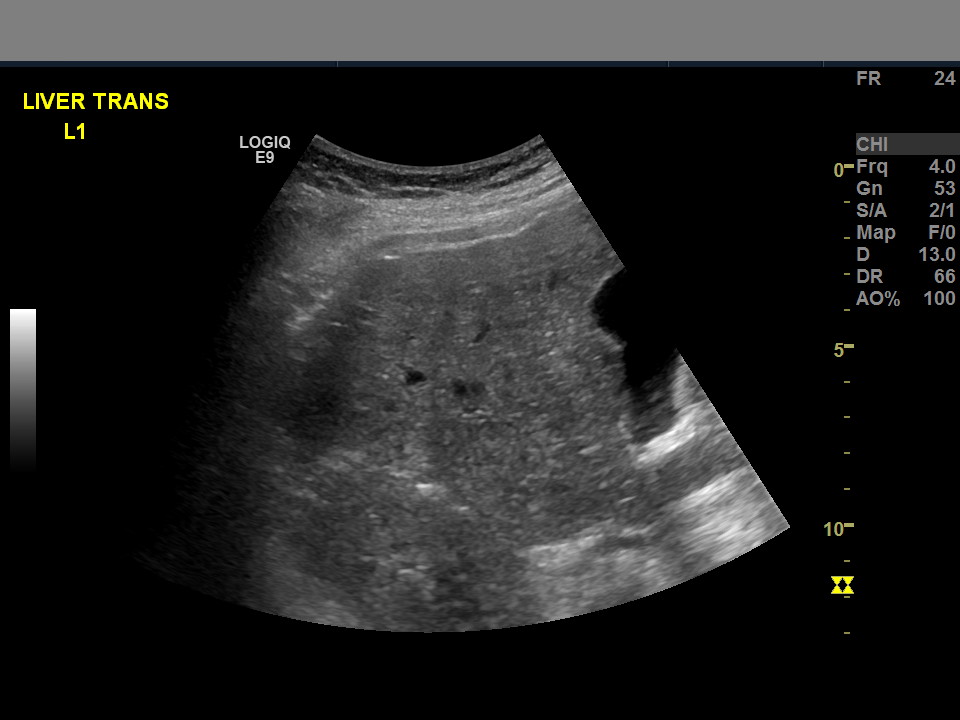 LIVER TRANS
L1
LOGIQ
E9
FR 24
CHI
Frq 4.0
Gn 53
S/A 2/1
Map F/0
D 13.0
DR 66
AO% 100
0
5
10